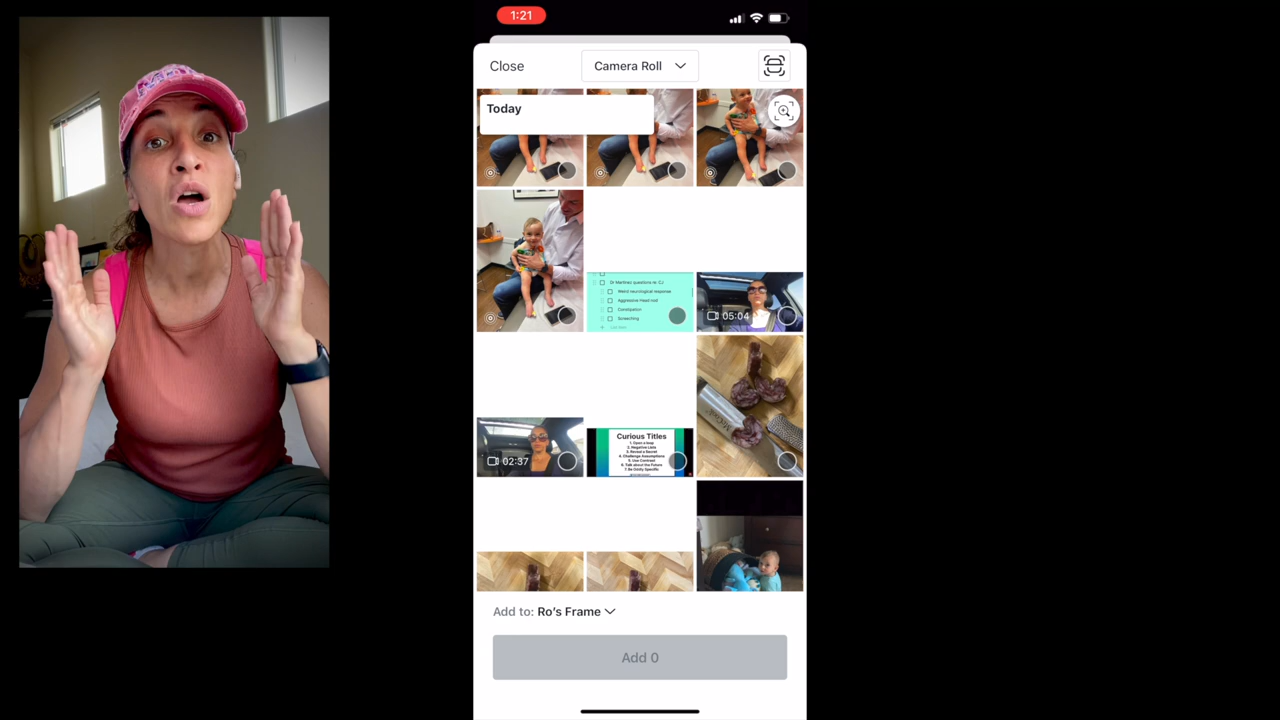 1:21
Close
Camera Roll
Today
Dr Martinez questions re: CJ
Weird neurological response
Aggressive head nod
Constipation
Screeching
05:04
02:37
Curious Titles
1. Open a loop
2. Negative Lists
3. Reveal a Secret
4. Challenge Assumptions
5. Use Contrast
6. Talk about the Future
7. Be Oddly Specific
Add to: Ro's Frame
Add 0